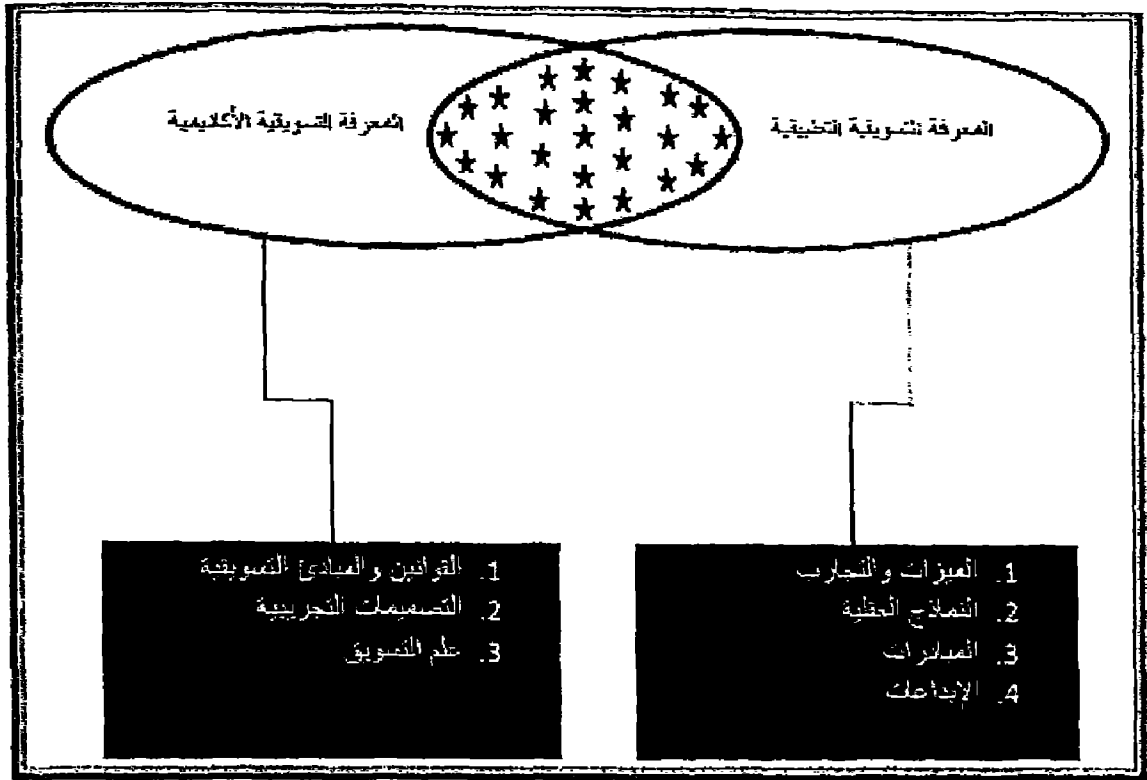 المعرفة التسويقية التطبيقية
المعرفة التسويقية الأكاديمية
1. الميزات والتجارب
2. النماذج العقلية
3. المبادرات
4. الإبداعات
1. القوانين والمبادئ التسويقية
2. التصميمات التجريبية
3. علم التسويق